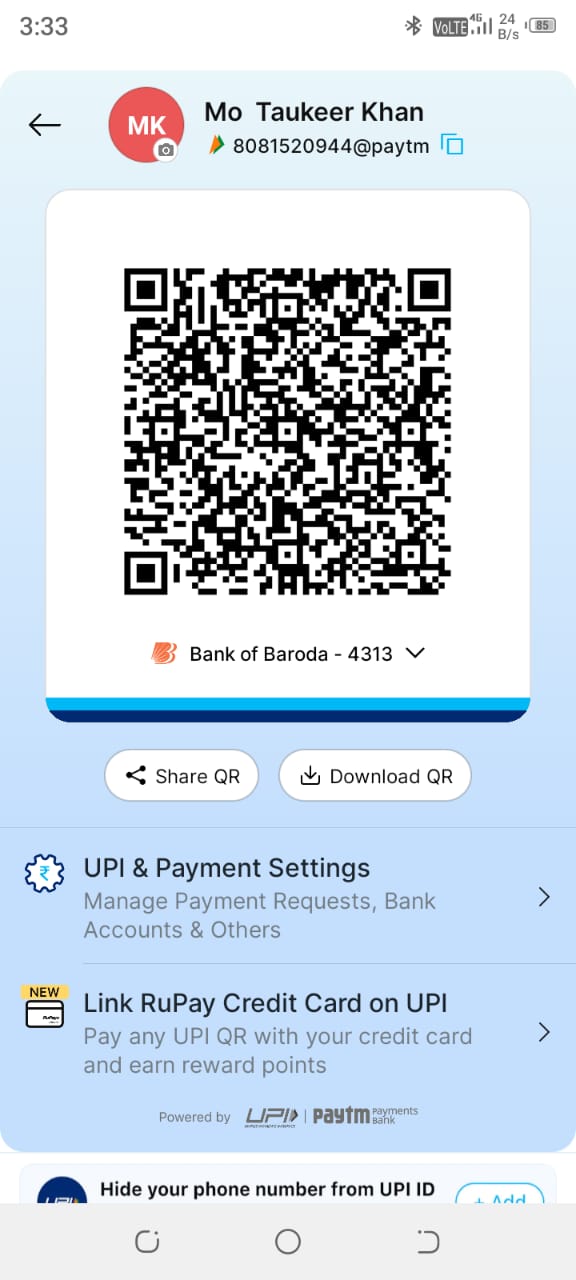 3:33
VoLTE 4G 24 B/s 85
MK
Mo Taukeer Khan
8081520944@paytm
Bank of Baroda - 4313
Share QR
Download QR
UPI & Payment Settings
Manage Payment Requests, Bank
Accounts & Others
NEW
Link RuPay Credit Card on UPI
Pay any UPI QR with your credit card
and earn reward points
Powered by UPI | paytm payments bank
Hide your phone number from UPI ID
+ Add